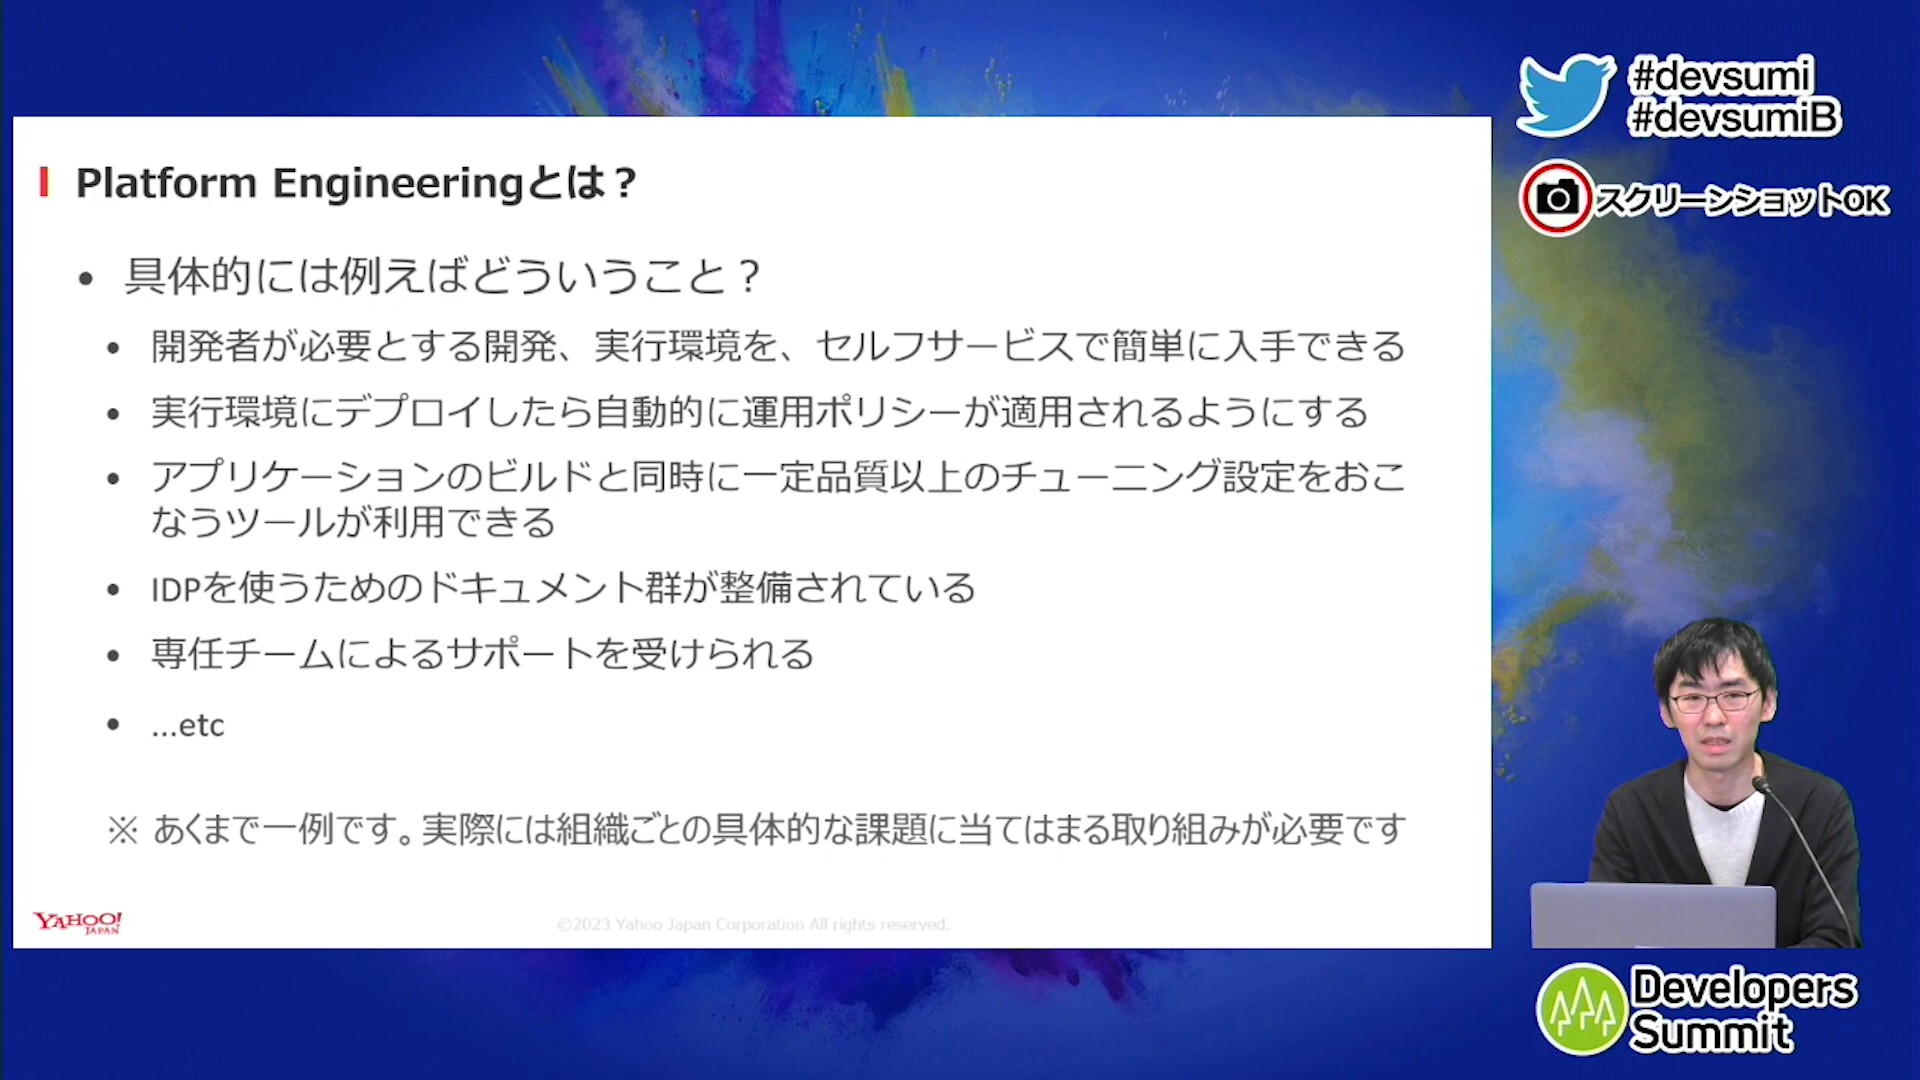 Platform Engineeringとは？
• 具体的には例えばどういうこと？
• 開発者が必要とする開発、実行環境を、セルフサービスで簡単に入手できる
• 実行環境にデプロイしたら自動的に運用ポリシーが適用されるようにする
• アプリケーションのビルドと同時に一定品質以上のチューニング設定をおこ
なうツールが利用できる
• IDPを使うためのドキュメント群が整備されている
• 専任チームによるサポートを受けられる
• ...etc
※ あくまで一例です。実際には組織ごとの具体的な課題に当てはまる取り組みが必要です
YAHOO!
JAPAN
©2023 Yahoo Japan Corporation All rights reserved.
#devsumi
#devsumiB
スクリーンショットOK
Developers
Summit